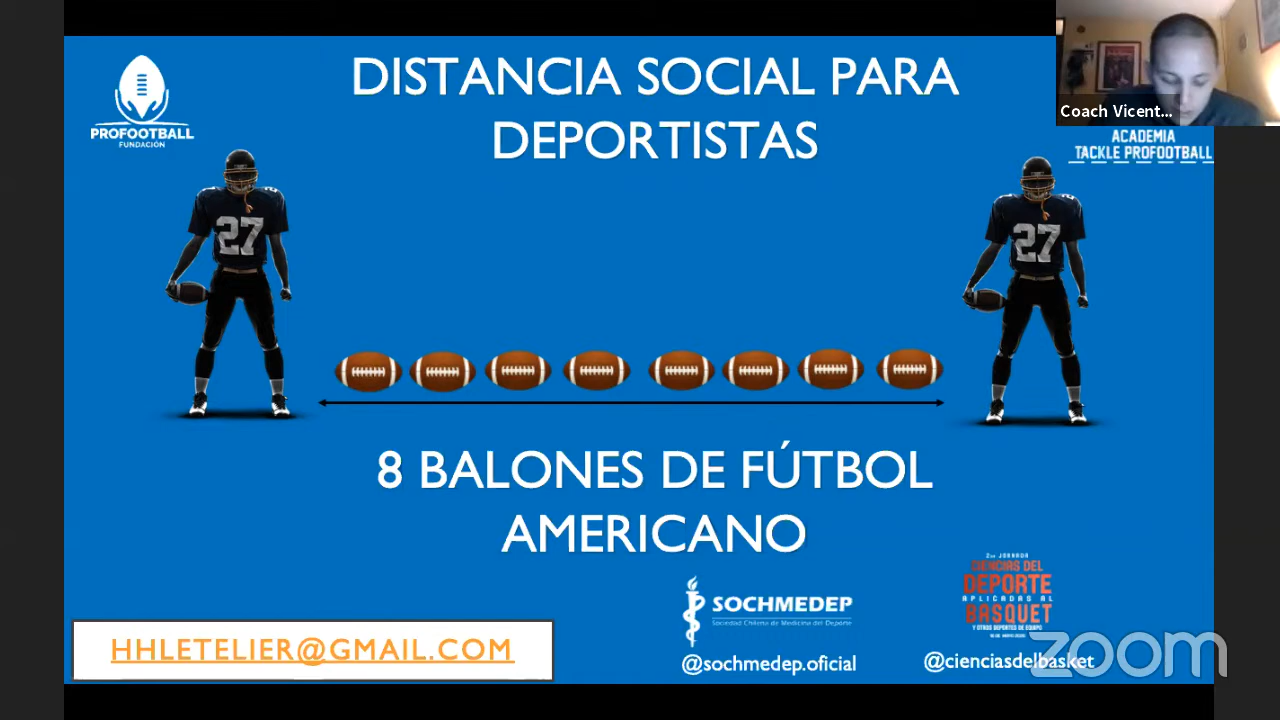 DISTANCIA SOCIAL PARA
DEPORTISTAS
PROFOOTBALL
FUNDACIÓN
Coach Vicent...
ACADEMIA
TACKLE PROFOOTBALL
27
27
8 BALONES DE FÚTBOL
AMERICANO
SOCHMEDEP
Sociedad Chilena de Medicina del Deporte
@sochmedep.oficial
2da JORNADA
CIENCIAS DEL
DEPORTE
APLICADAS AL
BASQUET
Y OTROS DEPORTES DE EQUIPO
@cienciasdelbasket
HHLETELIER@GMAIL.COM
zoom